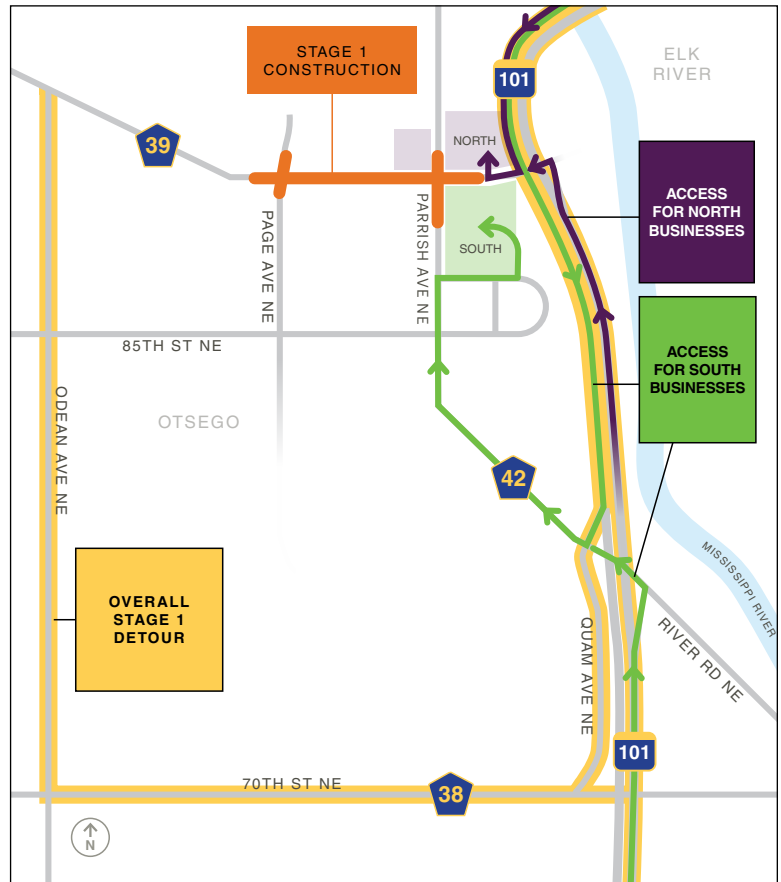 STAGE 1
CONSTRUCTION
101
ELK
RIVER
39
NORTH
ACCESS
FOR NORTH
BUSINESSES
PAGE AVE NE
PARRISH AVE NE
SOUTH
85TH ST NE
ACCESS
FOR SOUTH
BUSINESSES
ODEAN AVE NE
OTSEGO
42
MISSISSIPPI RIVER
OVERALL
STAGE 1
DETOUR
QUAM AVE NE
RIVER RD NE
101
70TH ST NE
38
N